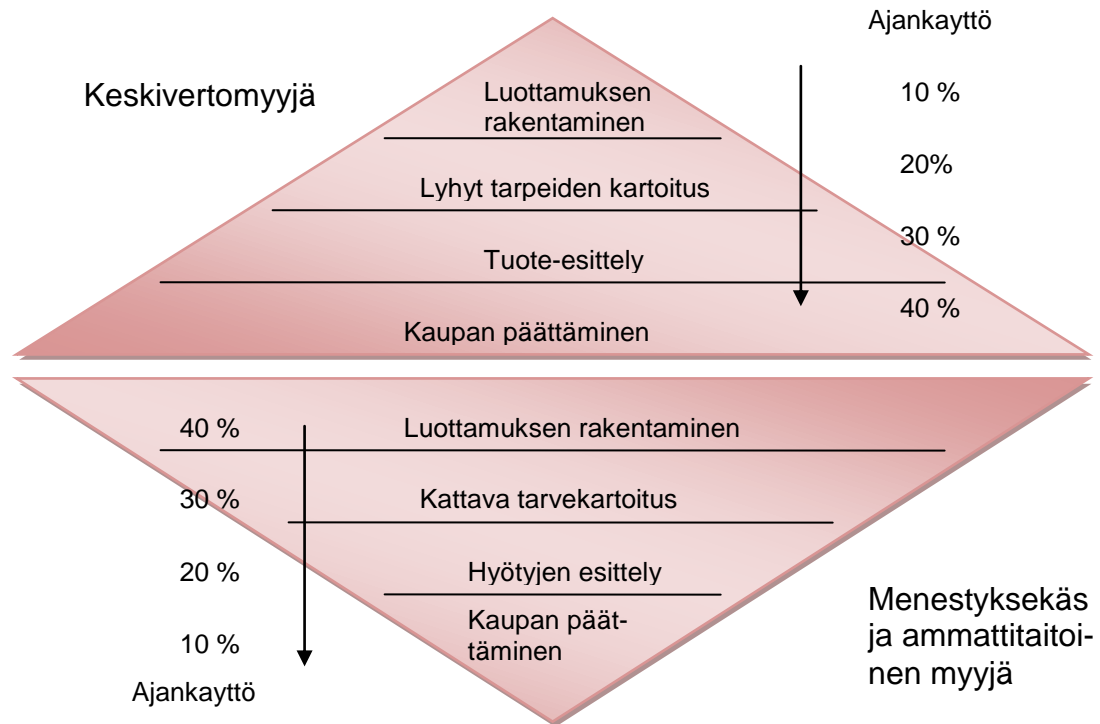 Ajankayttö
Keskivertomyyjä
Luottamuksen
rakentaminen
10 %
Lyhyt tarpeiden kartoitus
20%
Tuote-esittely
30 %
Kaupan päättäminen
40 %
40 %
Luottamuksen rakentaminen
30 %
Kattava tarvekartoitus
20 %
Hyötyjen esittely
10 %
Kaupan päät-
täminen
Ajankayttö
Menestyksekäs
ja ammattitaitoi-
nen myyjä